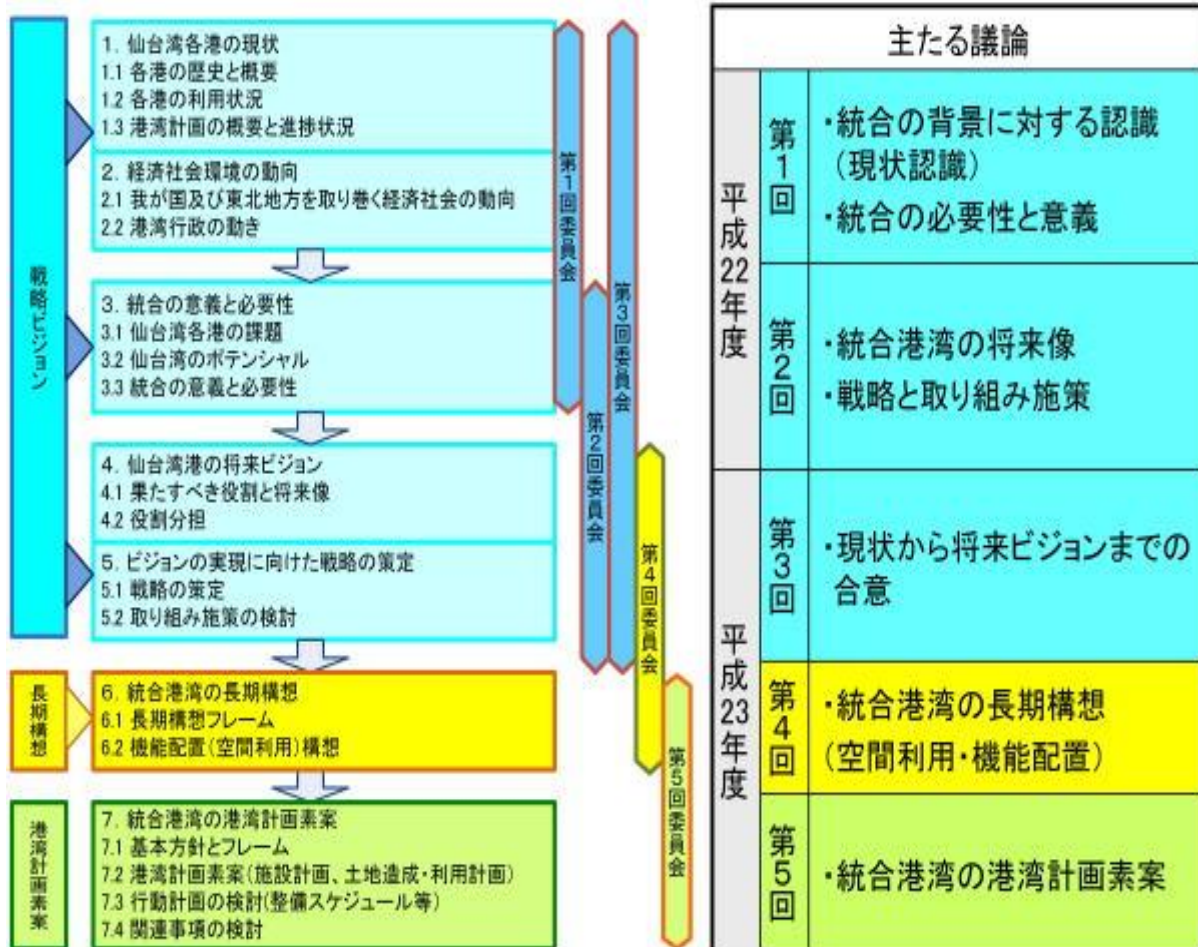 戦略ビジョン
1. 仙台湾各港の現状
1.1 各港の歴史と概要
1.2 各港の利用状況
1.3 港湾計画の概要と進捗状況
2. 経済社会環境の動向
2.1 我が国及び東北地方を取り巻く経済社会の動向
2.2 港湾行政の動き
3. 統合の意義と必要性
3.1 仙台湾各港の課題
3.2 仙台湾のポテンシャル
3.3 統合の意義と必要性
4. 仙台湾港の将来ビジョン
4.1 果たすべき役割と将来像
4.2 役割分担
5. ビジョンの実現に向けた戦略の策定
5.1 戦略の策定
5.2 取り組み施策の検討
長期構想
6. 統合港湾の長期構想
6.1 長期構想フレーム
6.2 機能配置(空間利用)構想
港湾計画素案
7. 統合港湾の港湾計画素案
7.1 基本方針とフレーム
7.2 港湾計画素案(施設計画、土地造成・利用計画)
7.3 行動計画の検討(整備スケジュール等)
7.4 関連事項の検討
第1回委員会
第2回委員会
第3回委員会
第4回委員会
第5回委員会
主たる議論
平成22年度
第1回
・統合の背景に対する認識
(現状認識)
・統合の必要性と意義
第2回
・統合港湾の将来像
・戦略と取り組み施策
平成23年度
第3回
・現状から将来ビジョンまでの
合意
第4回
・統合港湾の長期構想
(空間利用・機能配置)
第5回
・統合港湾の港湾計画素案